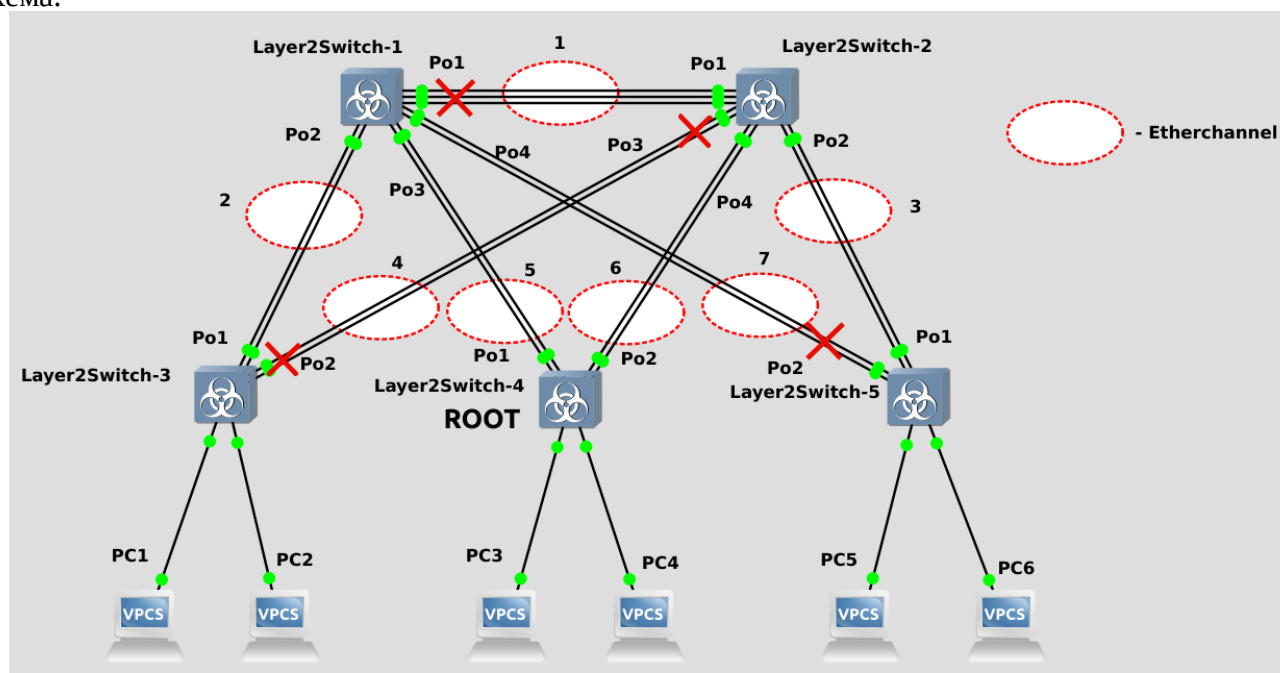 Layer2Switch-1
1
Layer2Switch-2
Po1
Po1
Po2
Po3
Po4
Po2
- Etherchannel
Po3
Po4
2
3
4
5
6
7
Po1
Po2
Po1
Po2
Po2
Po1
Layer2Switch-3
Layer2Switch-4
ROOT
Layer2Switch-5
PC1
PC2
PC3
PC4
PC5
PC6
VPCS
VPCS
VPCS
VPCS
VPCS
VPCS